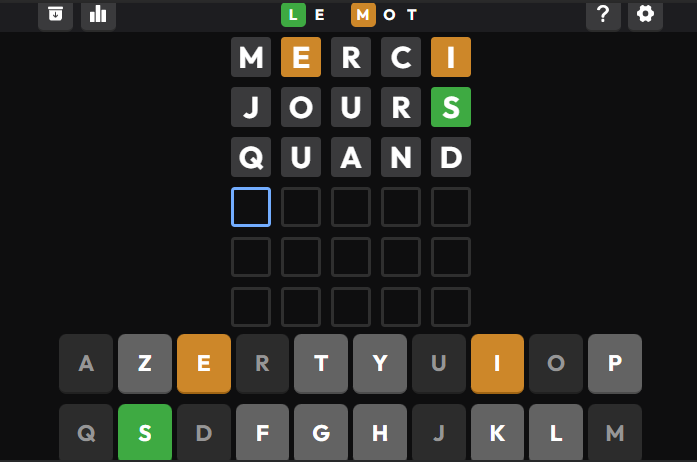 LE MOT ?
MERCI
JOURS
QUAND
AZERTYUIOP
QSDFGHJKLM